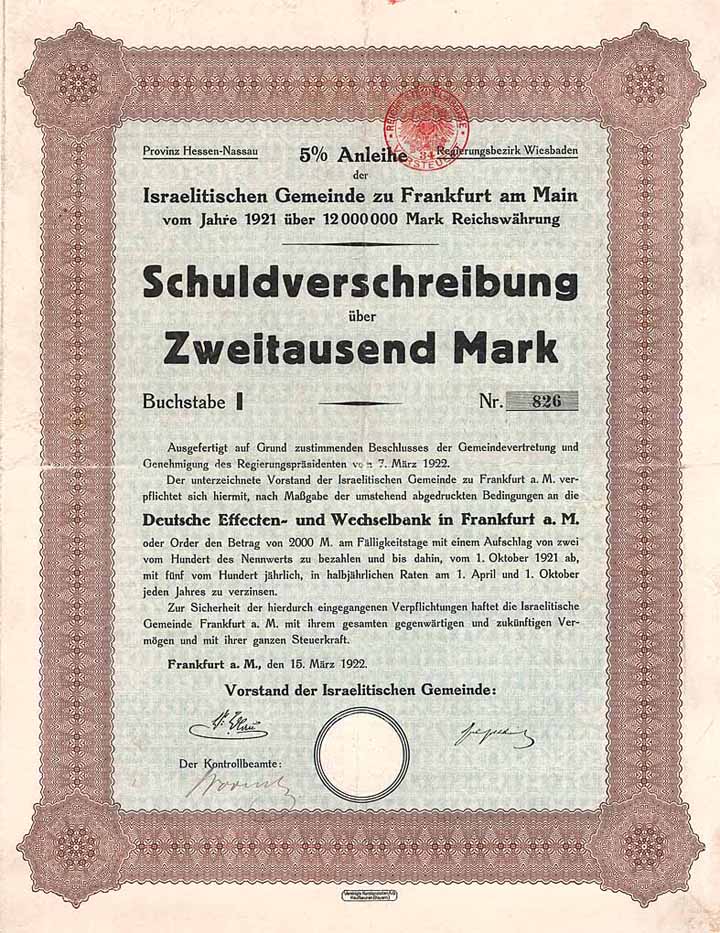 Provinz Hessen-Nassau 5% Anleihe Regierungsbezirk Wiesbaden
der
Israelitischen Gemeinde zu Frankfurt am Main
vom Jahre 1921 über 12 000 000 Mark Reichswährung
Schuldverschreibung
über
Zweitausend Mark
Buchstabe I Nr. 826
Ausgefertigt auf Grund zustimmenden Beschlusses der Gemeindevertretung und
Genehmigung des Regierungspräsidenten vom 7. März 1922.
Der unterzeichnete Vorstand der Israelitischen Gemeinde zu Frankfurt a. M. ver-
pflichtet sich hiermit, nach Maßgabe der umstehend abgedruckten Bedingungen an die
Deutsche Effecten- und Wechselbank in Frankfurt a. M.
oder Order den Betrag von 2000 M. am Fälligkeitstage mit einem Aufschlag von zwei
vom Hundert des Nennwerts zu bezahlen und bis dahin, vom 1. Oktober 1921 ab,
mit fünf vom Hundert jährlich, in halbjährlichen Raten am 1. April und 1. Oktober
jeden Jahres zu verzinsen.
Zur Sicherheit der hierdurch eingegangenen Verpflichtungen haftet die Israelitische
Gemeinde Frankfurt a. M. mit ihrem gesamten gegenwärtigen und zukünftigen Ver-
mögen und mit ihrer ganzen Steuerkraft.
Frankfurt a. M., den 15. März 1922.
Vorstand der Israelitischen Gemeinde:
Der Kontrollbeamte: